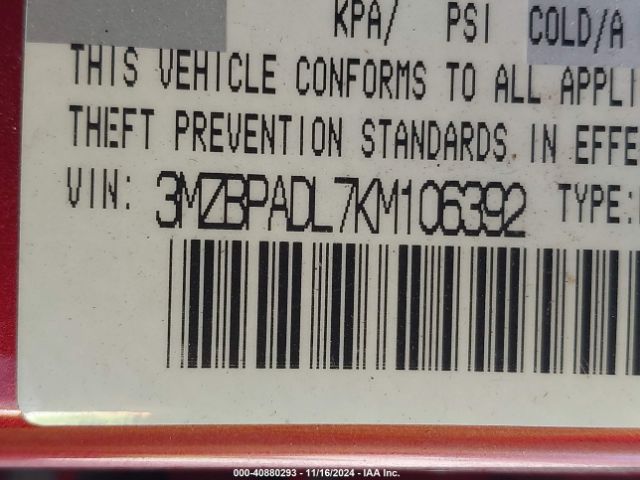 KPA/ PSI COLD/A
THIS VEHICLE CONFORMS TO ALL APPLI
THEFT PREVENTION STANDARDS IN EFFE
VIN: 3MZBPADL7KM106392 TYPE:
000-40880293 - 11/16/2024 - IAA Inc.